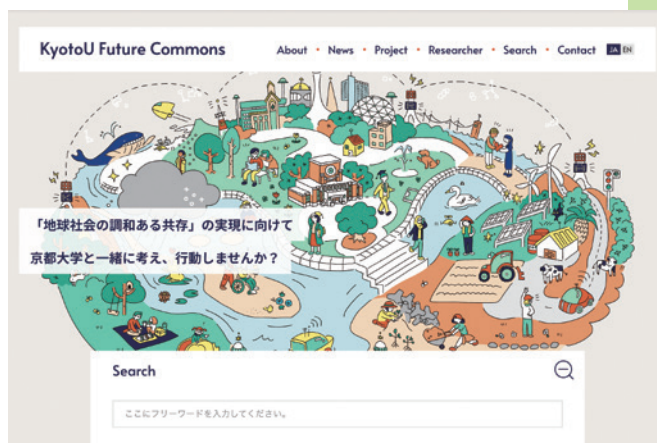 KyotoU Future Commons
About • News • Project • Researcher • Search • Contact JA EN
「地球社会の調和ある共存」の実現に向けて
京都大学と一緒に考え、行動しませんか？
Search
ここにフリーワードを入力してください。